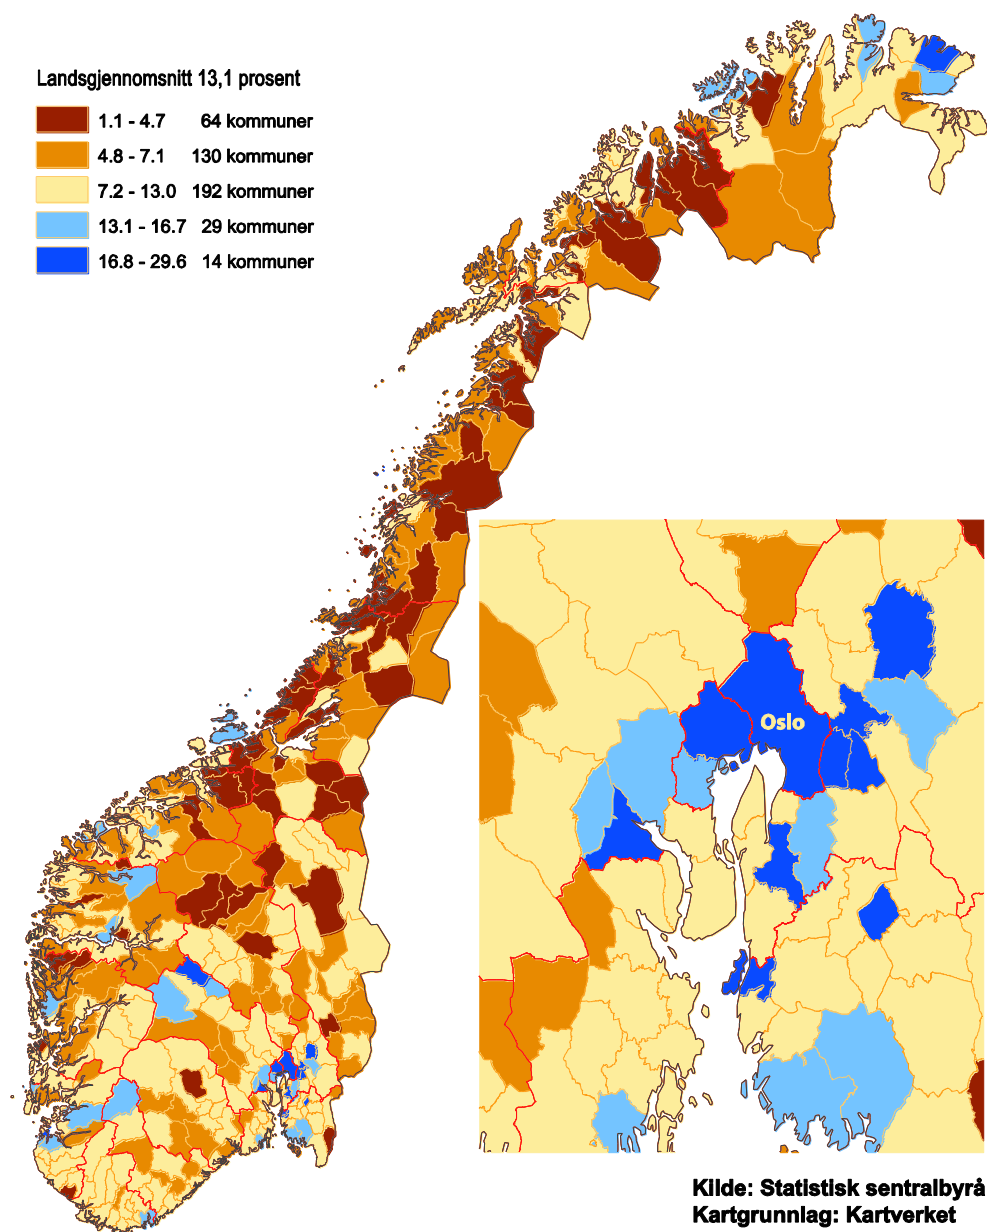 Landsgjennomsnitt 13,1 prosent
1.1 - 4.7 64 kommuner
4.8 - 7.1 130 kommuner
7.2 - 13.0 192 kommuner
13.1 - 16.7 29 kommuner
16.8 - 29.6 14 kommuner
Oslo
Kilde: Statistisk sentralbyrå
Kartgrunnlag: Kartverket